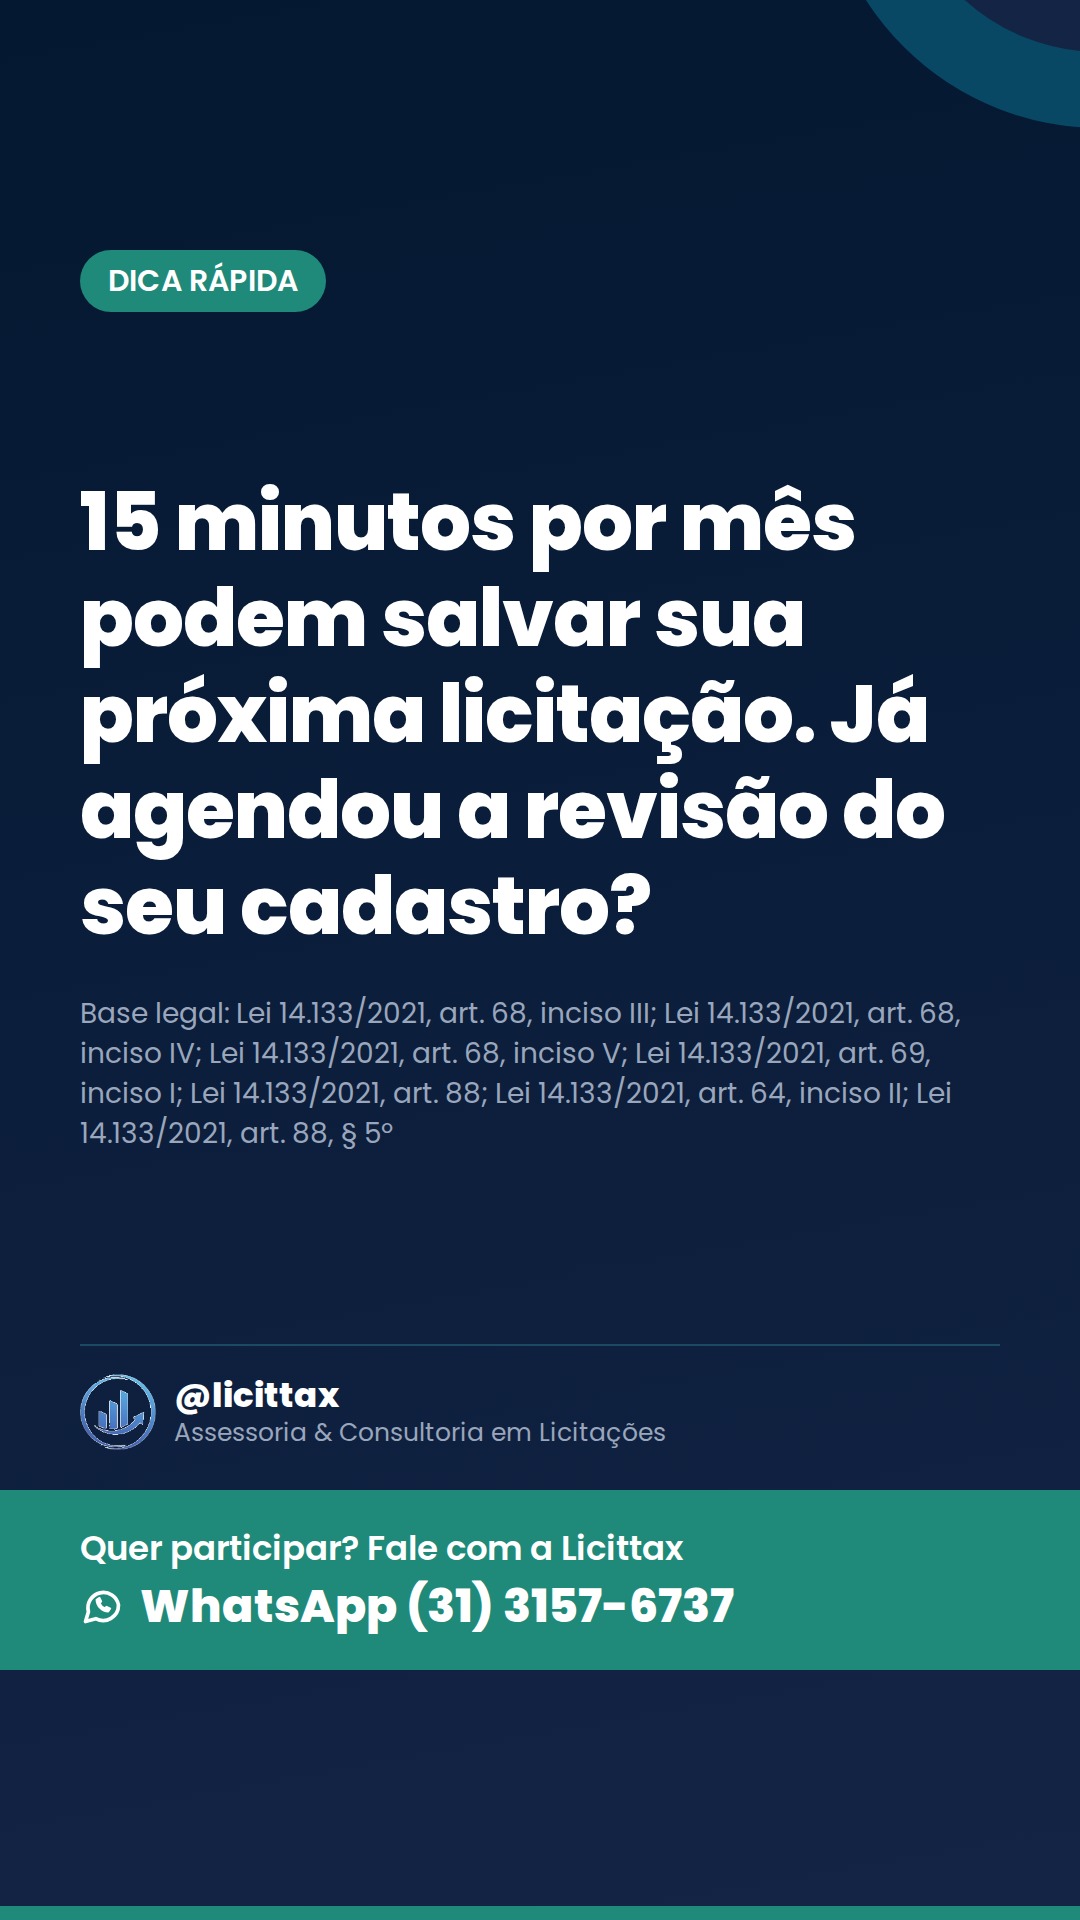 DICA RÁPIDA
15 minutos por mês
podem salvar sua
próxima licitação. Já
agendou a revisão do
seu cadastro?
Base legal: Lei 14.133/2021, art. 68, inciso III; Lei 14.133/2021, art. 68,
inciso IV; Lei 14.133/2021, art. 68, inciso V; Lei 14.133/2021, art. 69,
inciso I; Lei 14.133/2021, art. 88; Lei 14.133/2021, art. 64, inciso II; Lei
14.133/2021, art. 88, § 5º
@licittax
Assessoria & Consultoria em Licitações
Quer participar? Fale com a Licittax
WhatsApp (31) 3157-6737